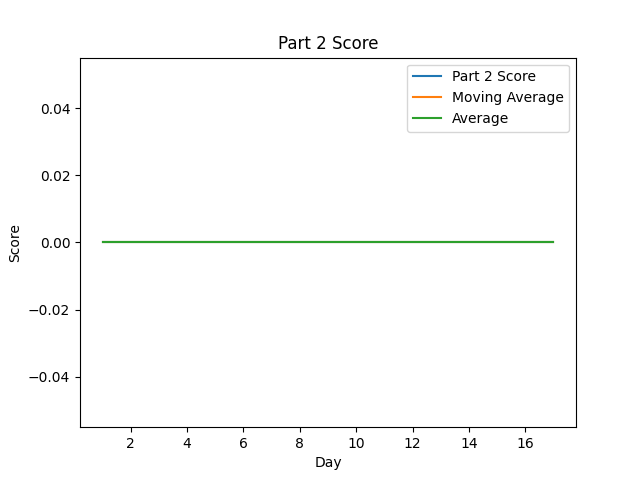 Part 2 Score
Part 2 Score
Moving Average
Average
0.04
0.02
0.00
−0.02
−0.04
Score
2 4 6 8 10 12 14 16
Day